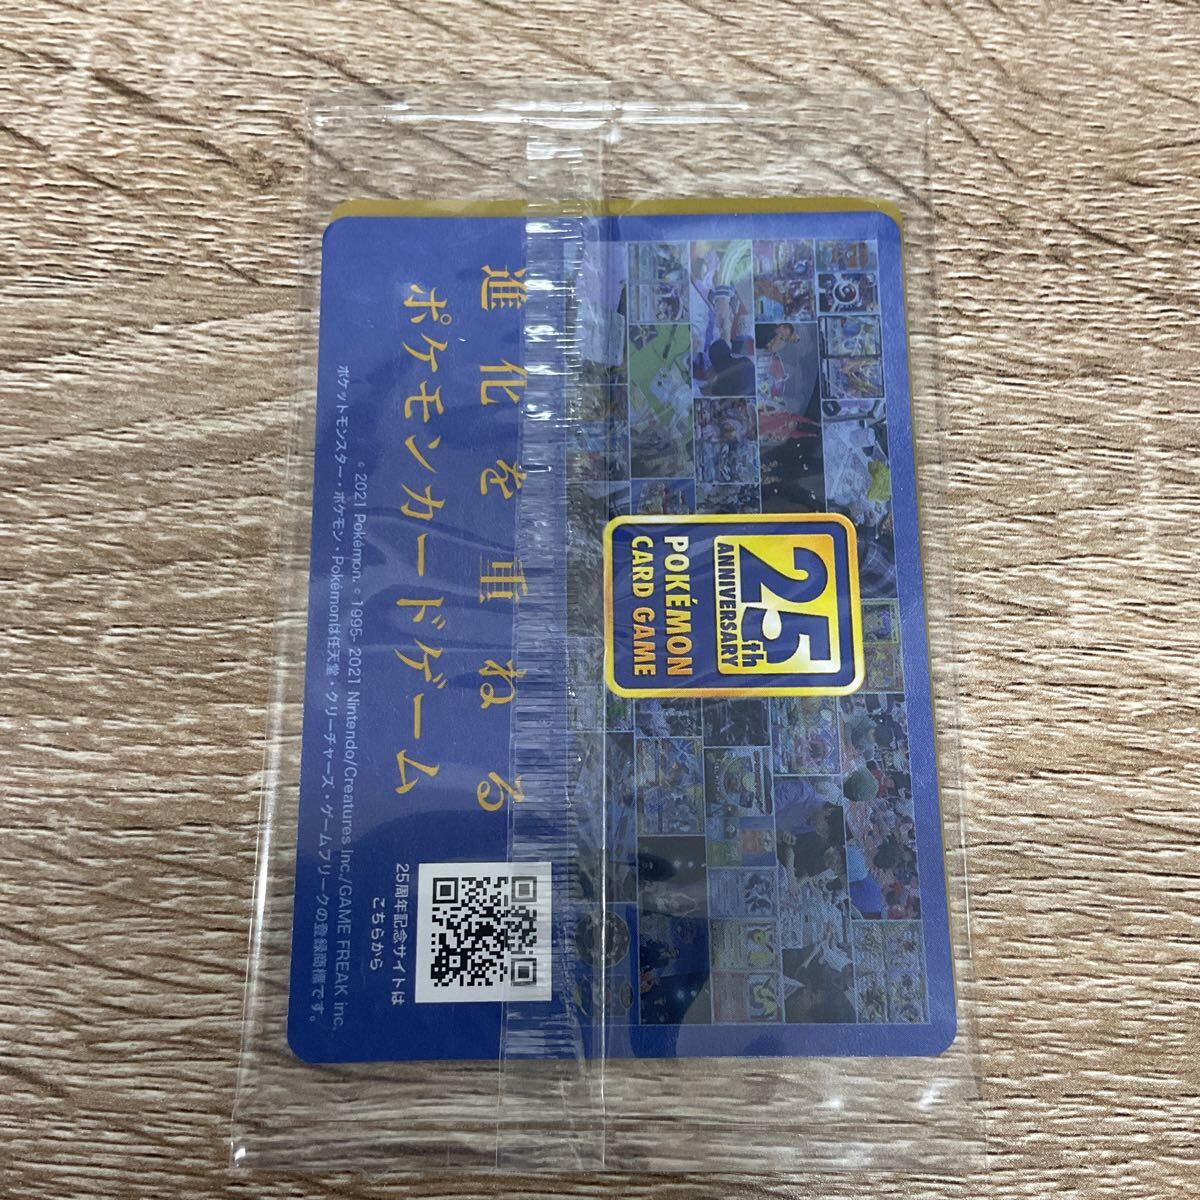 25th
ANNIVERSARY
POKÉMON
CARD GAME
進化を重ねる
ポケモンカードゲーム
25周年記念サイトは
こちらから
© 2021 Pokémon. © 1995- 2021 Nintendo/Creatures Inc./GAME FREAK inc.
ポケットモンスター・ポケモン・Pokémonは任天堂・クリーチャーズ・ゲームフリークの登録商標です。